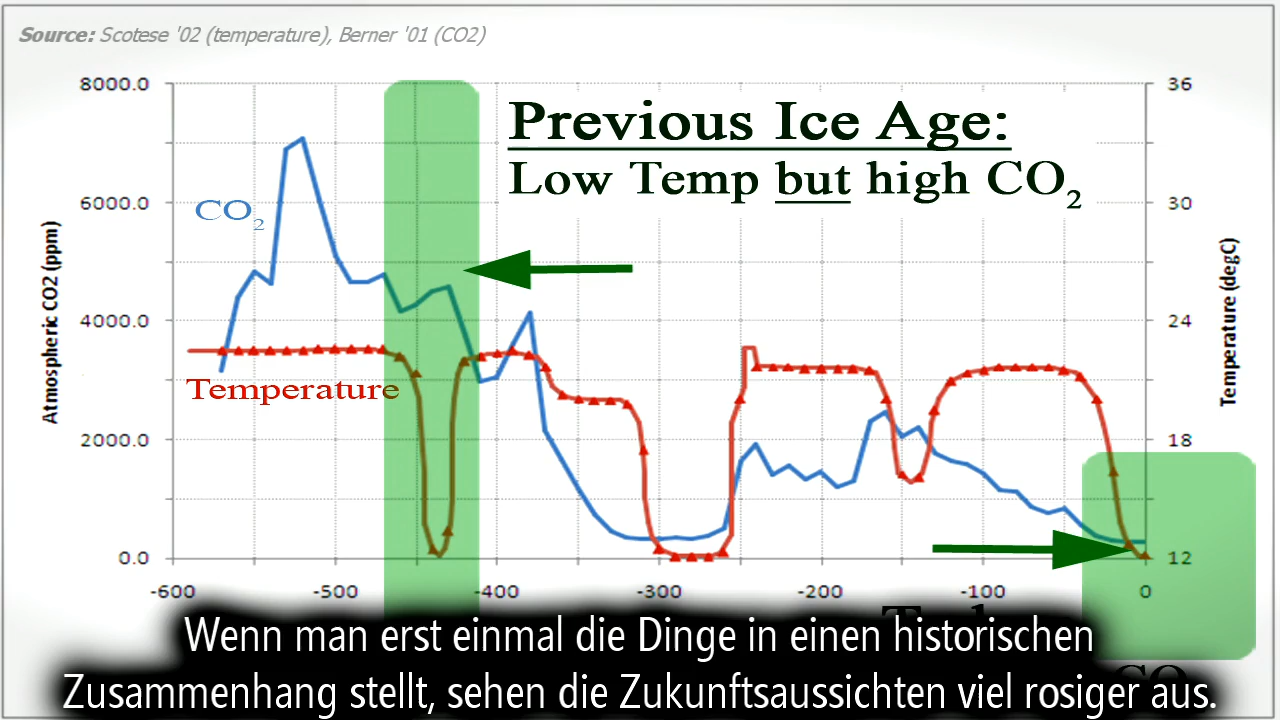 Source: Scotese '02 (temperature), Berner '01 (CO2)
8000.0
6000.0
4000.0
2000.0
0.0
Atmospheric CO2 (ppm)
36
30
24
18
12
Temperature (degC)
Previous Ice Age:
Low Temp but high CO2
CO2
Temperature
-600
-500
-400
-300
-200
-100
0
Wenn man erst einmal die Dinge in einen historischen
Zusammenhang stellt, sehen die Zukunftsaussichten viel rosiger aus.